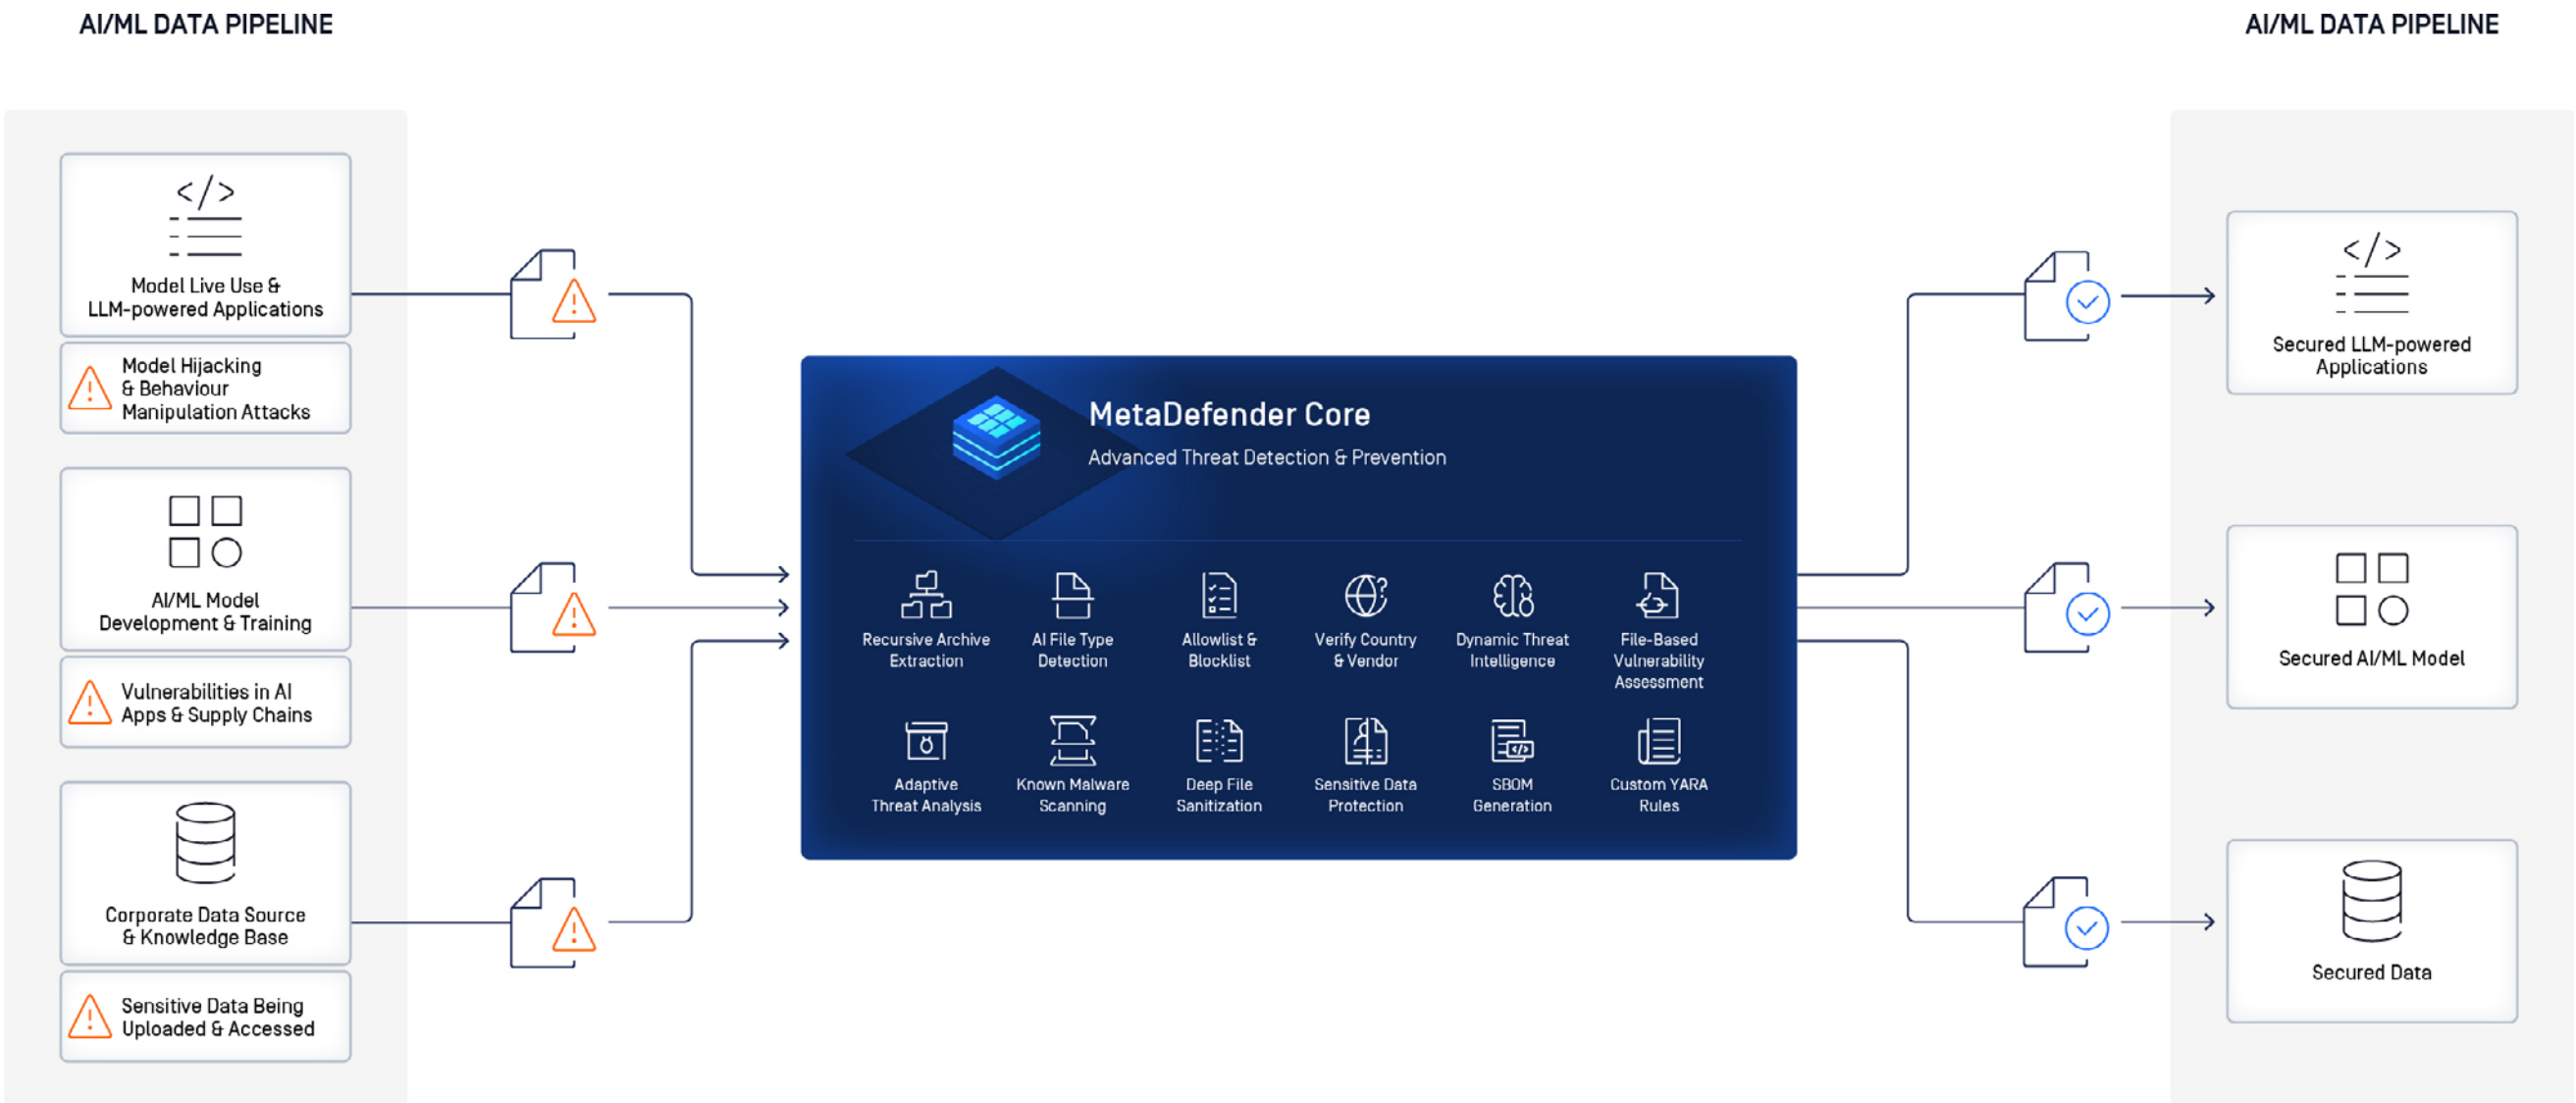 AI/ML DATA PIPELINE
Model Live Use &
LLM-powered Applications
Model Hijacking
& Behaviour
Manipulation Attacks
AI/ML Model
Development & Training
Vulnerabilities in AI
Apps & Supply Chains
Corporate Data Source
& Knowledge Base
Sensitive Data Being
Uploaded & Accessed
MetaDefender Core
Advanced Threat Detection & Prevention
Recursive Archive
Extraction
AI File Type
Detection
Allowlist &
Blocklist
Verify Country
& Vendor
Dynamic Threat
Intelligence
File-Based
Vulnerability
Assessment
Adaptive
Threat Analysis
Known Malware
Scanning
Deep File
Sanitization
Sensitive Data
Protection
SBOM
Generation
Custom YARA
Rules
AI/ML DATA PIPELINE
Secured LLM-powered
Applications
Secured AI/ML Model
Secured Data